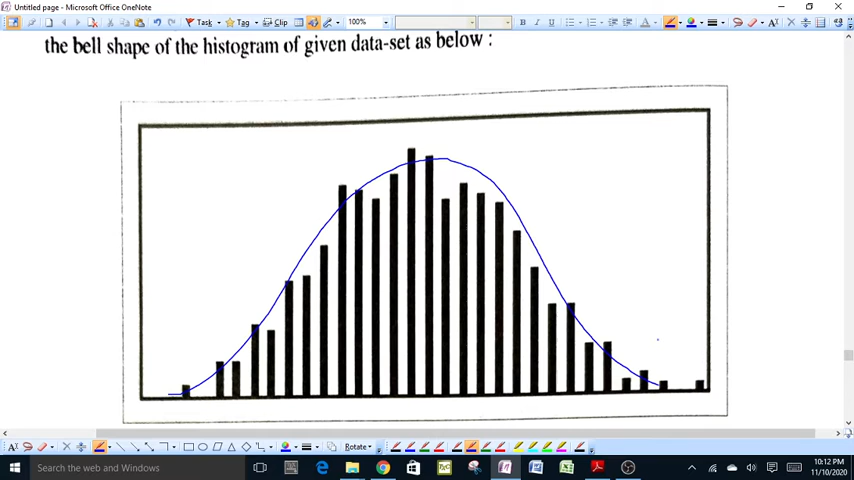 Untitled page - Microsoft OneNote
Task Tag Clip 100% B I U A
the bell shape of the histogram of given data-set as below :
Rotate
Search the web and Windows
10:12 PM
11/10/2020